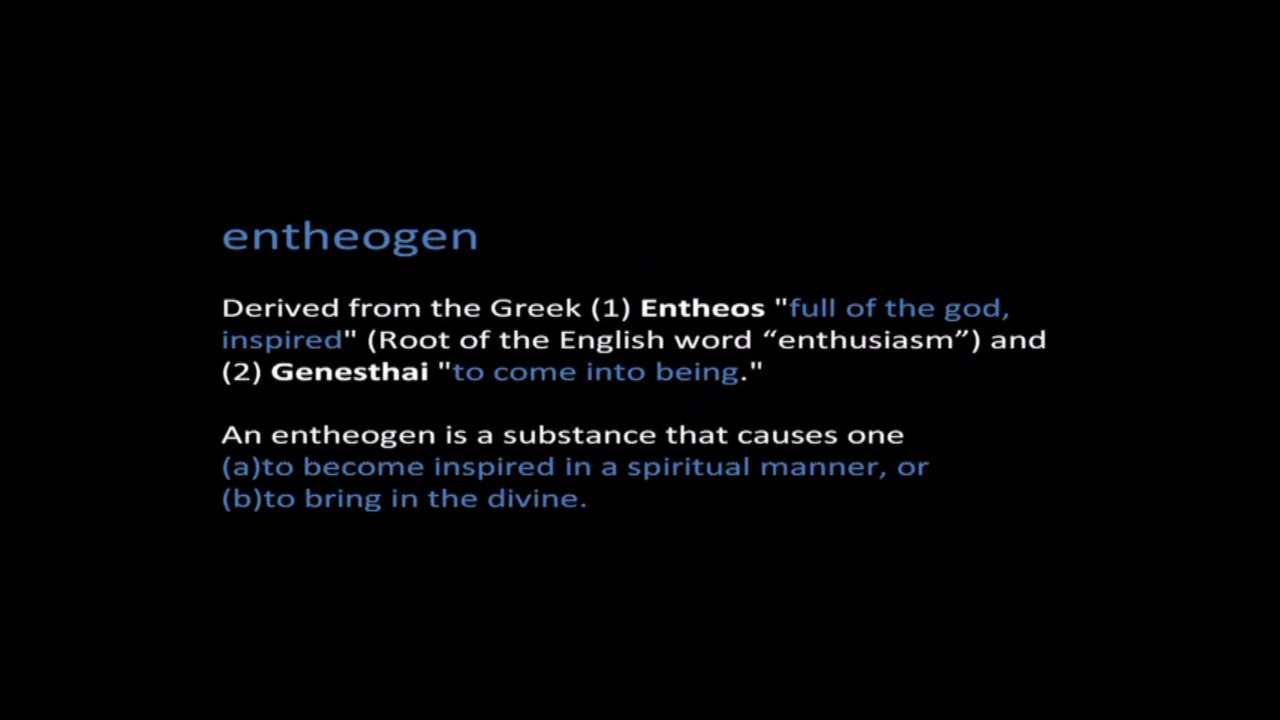 entheogen
Derived from the Greek (1) Entheos "full of the god,
inspired" (Root of the English word “enthusiasm”) and
(2) Genesthai "to come into being."
An entheogen is a substance that causes one
(a)to become inspired in a spiritual manner, or
(b)to bring in the divine.